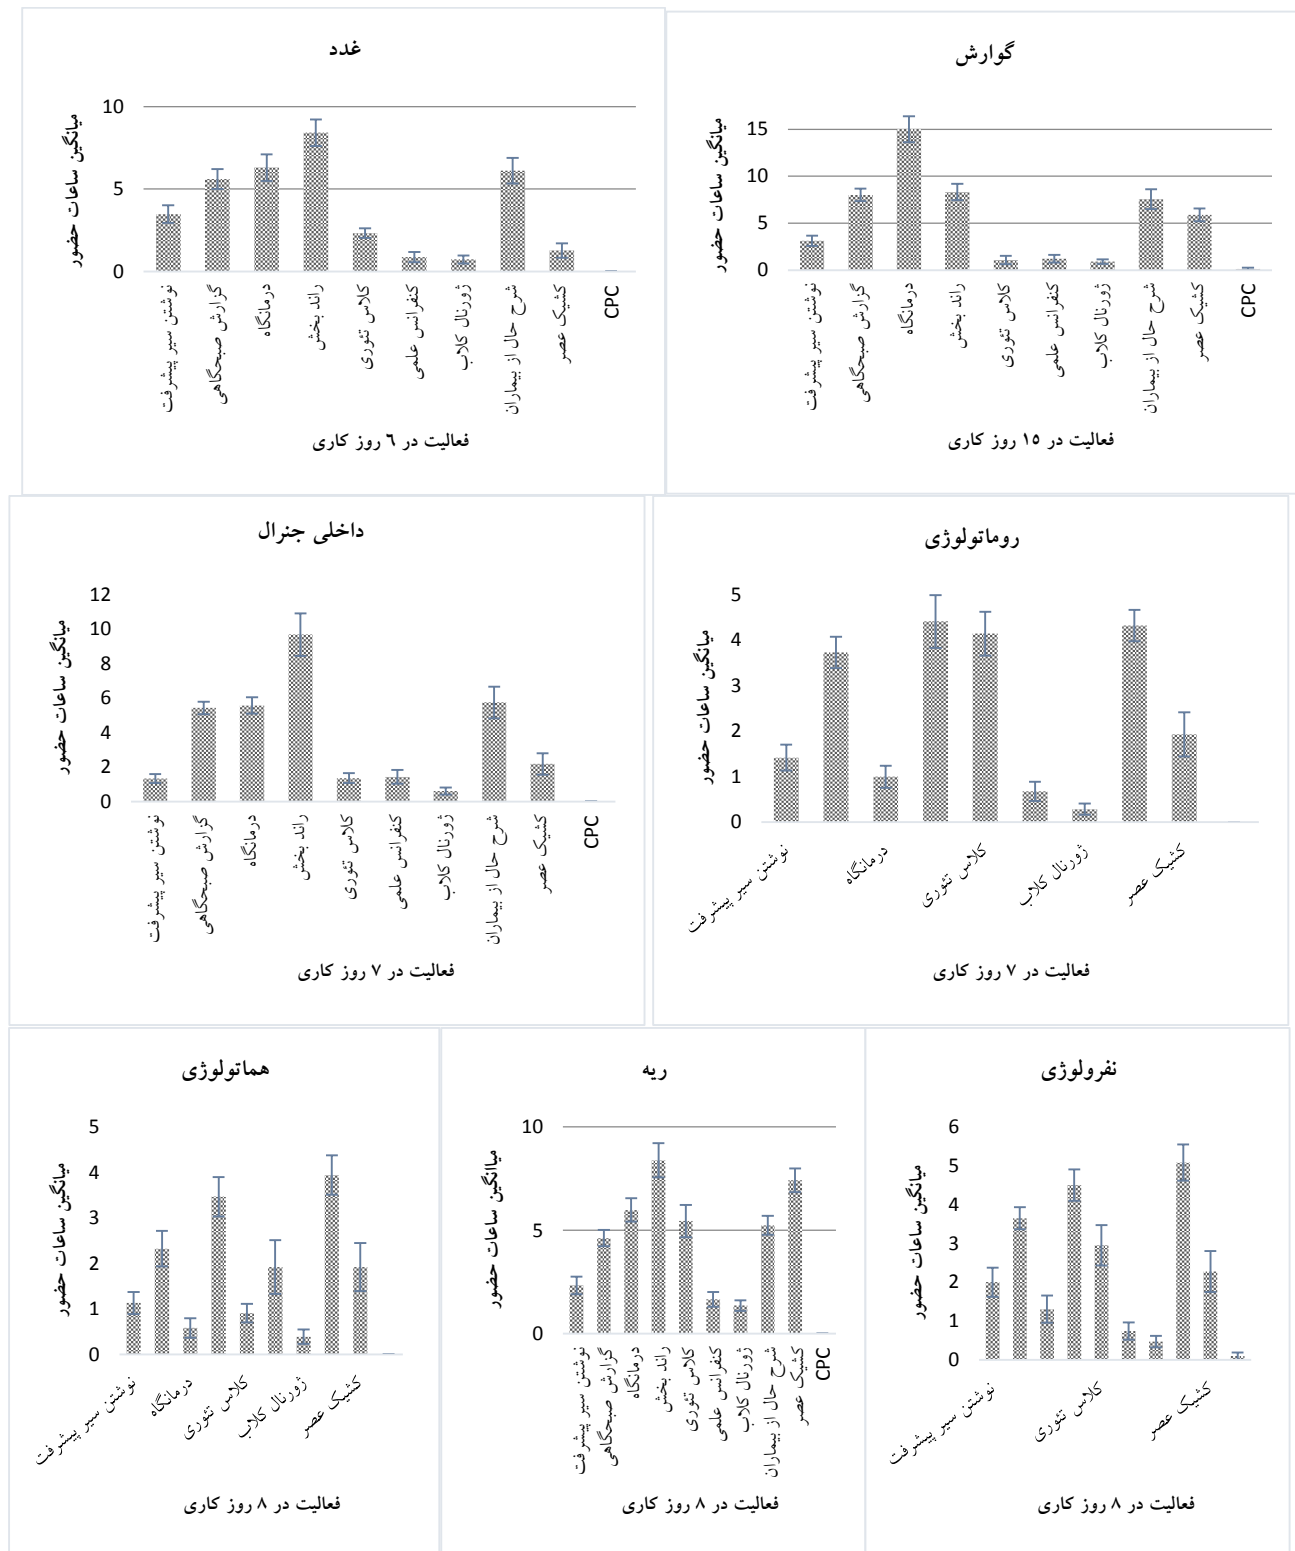 گوارش
میانگین ساعات حضور
15
10
5
0
نوشتن سیر پیشرفت
گزارش صبحگاهی
درمانگاه
راند بخش
کلاس تئوری
کنفرانس علمی
ژورنال کلاب
شرح حال از بیماران
کشیک عصر
CPC
فعالیت در ۱٥ روز کاری
غدد
میانگین ساعات حضور
10
5
0
نوشتن سیر پیشرفت
گزارش صبحگاهی
درمانگاه
راند بخش
کلاس تئوری
کنفرانس علمی
ژورنال کلاب
شرح حال از بیماران
کشیک عصر
CPC
فعالیت در ٦ روز کاری
روماتولوژی
میانگین ساعات حضور
5
4
3
2
1
0
نوشتن سیر پیشرفت
درمانگاه
کلاس تئوری
ژورنال کلاب
کشیک عصر
فعالیت در ۷ روز کاری
داخلی جنرال
میانگین ساعات حضور
12
10
8
6
4
2
0
نوشتن سیر پیشرفت
گزارش صبحگاهی
درمانگاه
راند بخش
کلاس تئوری
کنفرانس علمی
ژورنال کلاب
شرح حال از بیماران
کشیک عصر
CPC
فعالیت در ۷ روز کاری
نفرولوژی
میانگین ساعات حضور
6
5
4
3
2
1
0
نوشتن سیر پیشرفت
کلاس تئوری
کشیک عصر
فعالیت در ۸ روز کاری
ریه
میاانگین ساعات حضور
10
5
0
نوشتن سیر پیشرفت
گزارش صبحگاهی
درمانگاه
راند بخش
کلاس تئوری
کنفرانس علمی
ژورنال کلاب
شرح حال از بیماران
کشیک عصر
CPC
فعالیت در ۸ روز کاری
هماتولوژی
میانگین ساعات حضور
5
4
3
2
1
0
نوشتن سیر پیشرفت
درمانگاه
کلاس تئوری
ژورنال کلاب
کشیک عصر
فعالیت در ۸ روز کاری